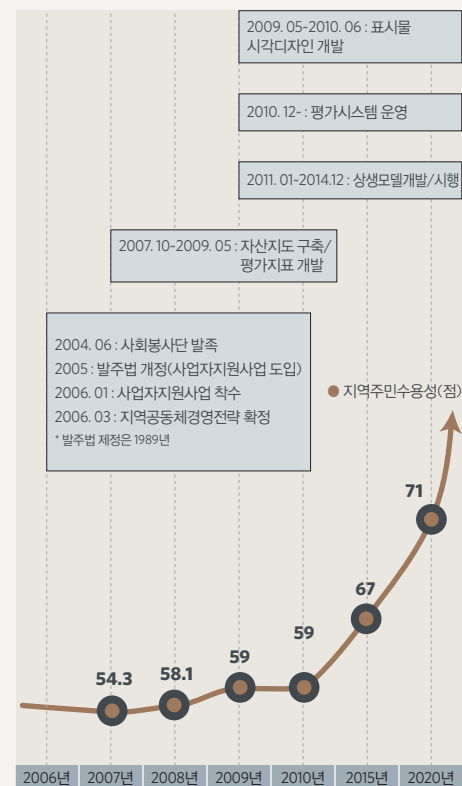 2009. 05-2010. 06 : 표시물
시각디자인 개발
2010. 12- : 평가시스템 운영
2011. 01-2014.12 : 상생모델개발/시행
2007. 10-2009. 05 : 자산지도 구축/
평가지표 개발
2004. 06 : 사회봉사단 발족
2005 : 발주법 개정(사업자지원사업 도입)
2006. 01 : 사업자지원사업 착수
2006. 03 : 지역공동체경영전략 확정
* 발주법 제정은 1989년
지역주민수용성(점)
71
67
59
59
58.1
54.3
2006년 2007년 2008년 2009년 2010년 2015년 2020년